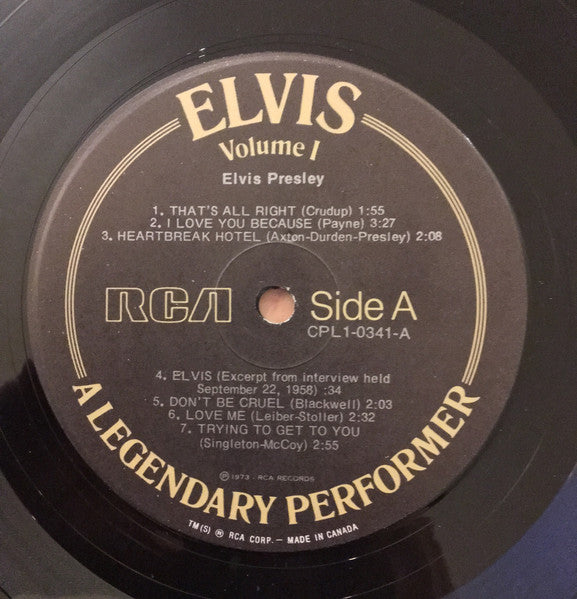 ELVIS
Volume I
Elvis Presley
1. THAT'S ALL RIGHT (Crudup) 1:55
2. I LOVE YOU BECAUSE (Payne) 3:27
3. HEARTBREAK HOTEL (Axton-Durden-Presley) 2:08
RCA Side A
CPL1-0341-A
4. ELVIS (Excerpt from interview held
September 22, 1958) :34
5. DON'T BE CRUEL (Blackwell) 2:03
6. LOVE ME (Leiber-Stoller) 2:32
7. TRYING TO GET TO YOU
(Singleton-McCoy) 2:55
℗1973 - RCA RECORDS
A LEGENDARY PERFORMER
TM(S) ® RCA CORP. — MADE IN CANADA